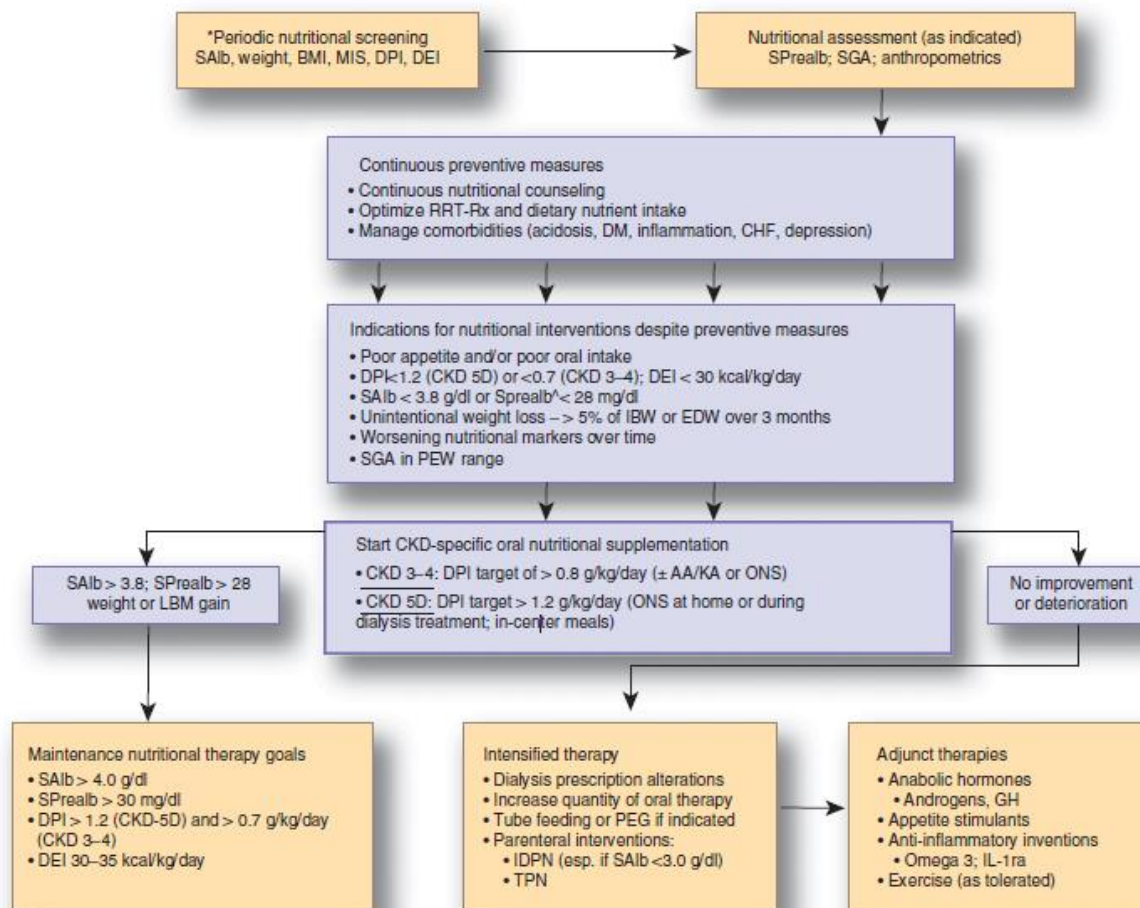 *Periodic nutritional screening
SAlb, weight, BMI, MIS, DPI, DEI
Nutritional assessment (as indicated)
SPrealb; SGA; anthropometrics
Continuous preventive measures
• Continuous nutritional counseling
• Optimize RRT-Rx and dietary nutrient intake
• Manage comorbidities (acidosis, DM, inflammation, CHF, depression)
Indications for nutritional interventions despite preventive measures
• Poor appetite and/or poor oral intake
• DPI<1.2 (CKD 5D) or <0.7 (CKD 3–4); DEI < 30 kcal/kg/day
• SAlb < 3.8 g/dl or Sprealb^< 28 mg/dl
• Unintentional weight loss –> 5% of IBW or EDW over 3 months
• Worsening nutritional markers over time
• SGA in PEW range
SAlb > 3.8; SPrealb > 28
weight or LBM gain
Start CKD-specific oral nutritional supplementation
• CKD 3–4: DPI target of > 0.8 g/kg/day (± AA/KA or ONS)
• CKD 5D: DPI target > 1.2 g/kg/day (ONS at home or during
dialysis treatment; in-center meals)
No improvement
or deterioration
Maintenance nutritional therapy goals
• SAlb > 4.0 g/dl
• SPrealb > 30 mg/dl
• DPI > 1.2 (CKD-5D) and > 0.7 g/kg/day
(CKD 3–4)
• DEI 30–35 kcal/kg/day
Intensified therapy
• Dialysis prescription alterations
• Increase quantity of oral therapy
• Tube feeding or PEG if indicated
• Parenteral interventions:
• IDPN (esp. if SAlb <3.0 g/dl)
• TPN
Adjunct therapies
• Anabolic hormones
• Androgens, GH
• Appetite stimulants
• Anti-inflammatory inventions
• Omega 3; IL-1ra
• Exercise (as tolerated)